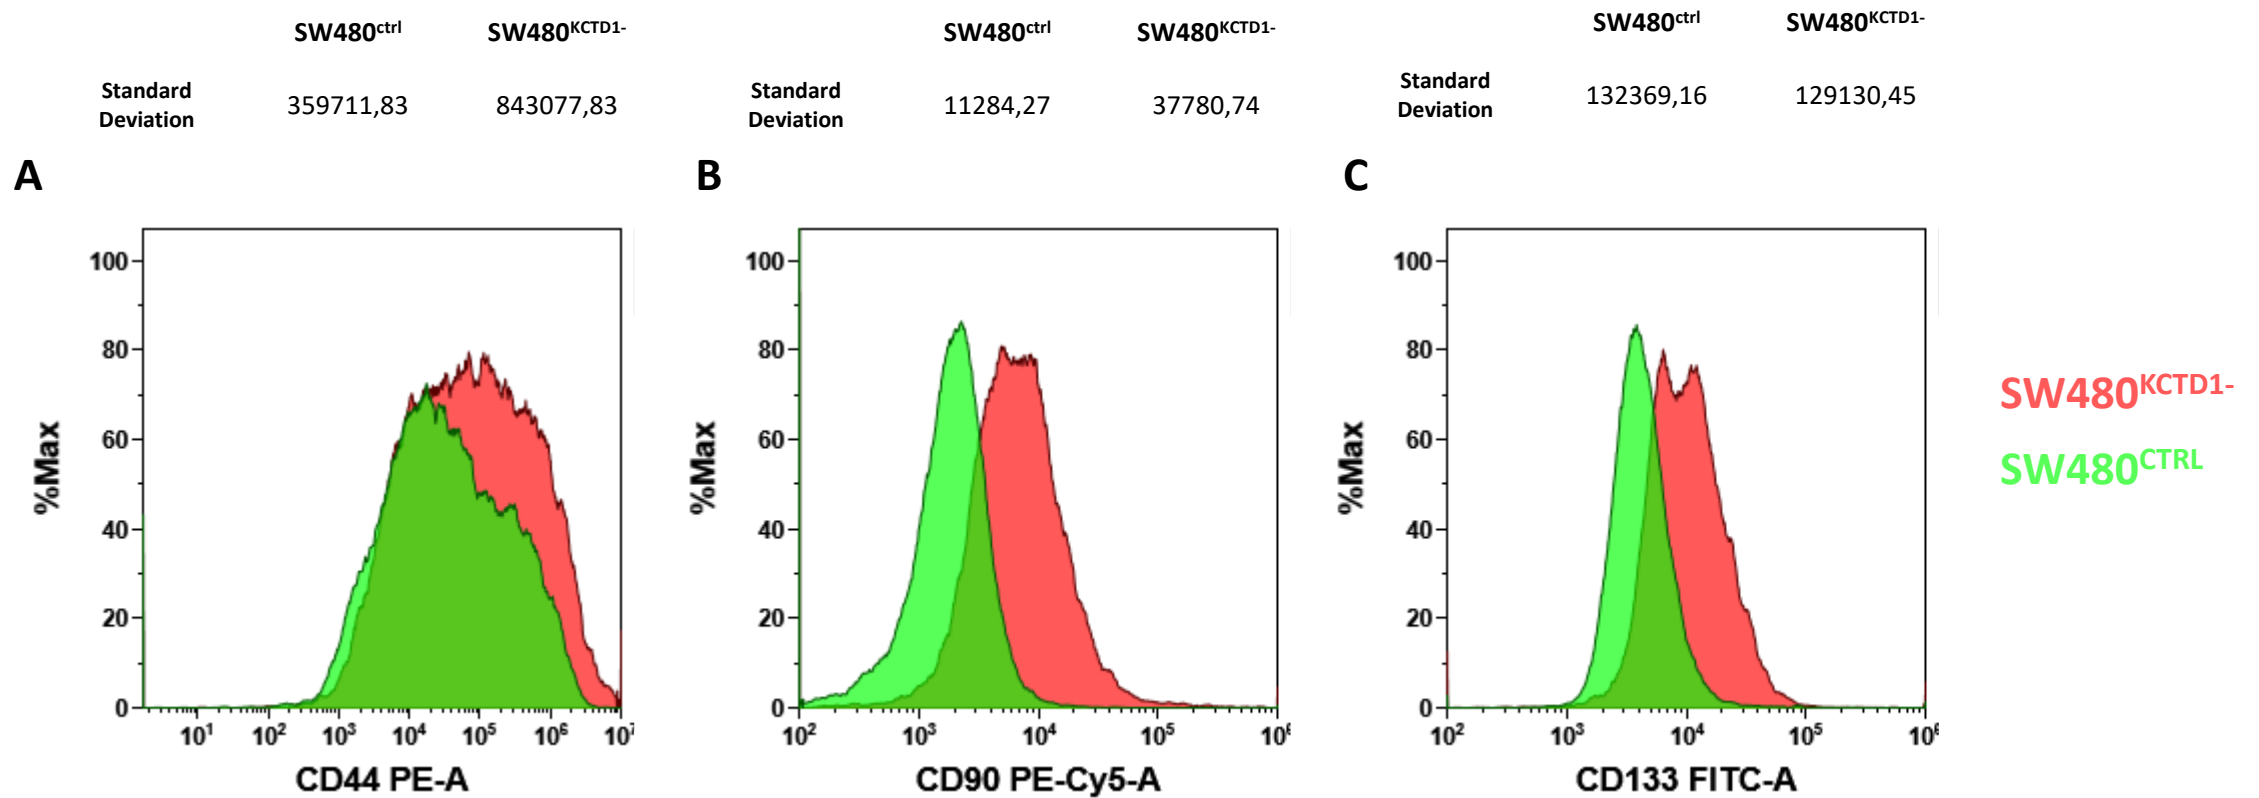 SW480ctrl SW480KCTD1-
Standard Deviation 359711,83 843077,83
SW480ctrl SW480KCTD1-
Standard Deviation 11284,27 37780,74
SW480ctrl SW480KCTD1-
Standard Deviation 132369,16 129130,45
A
100
80
60
40
20
0
%Max
10¹ 10² 10³ 10⁴ 10⁵ 10⁶ 10⁷
CD44 PE-A
B
100
80
60
40
20
0
%Max
10² 10³ 10⁴ 10⁵ 10⁶
CD90 PE-Cy5-A
C
100
80
60
40
20
0
%Max
10² 10³ 10⁴ 10⁵ 10⁶
CD133 FITC-A
SW480KCTD1-
SW480CTRL